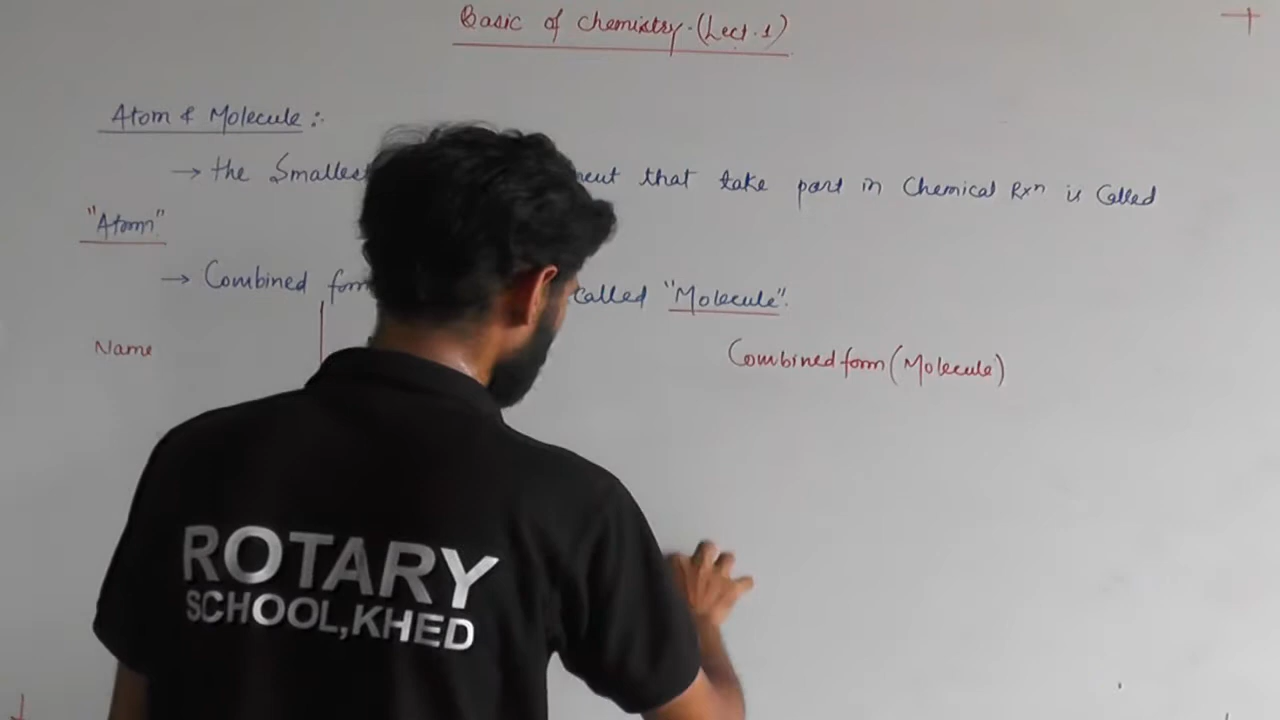 Basic of Chemistry.(Lect.1)
Atom & Molecule :-
→ the Smallest that take part in Chemical Rxn is Called
"Atom"
→ Combined form called "Molecule".
Name Combined form (Molecule)
ROTARY
SCHOOL,KHED